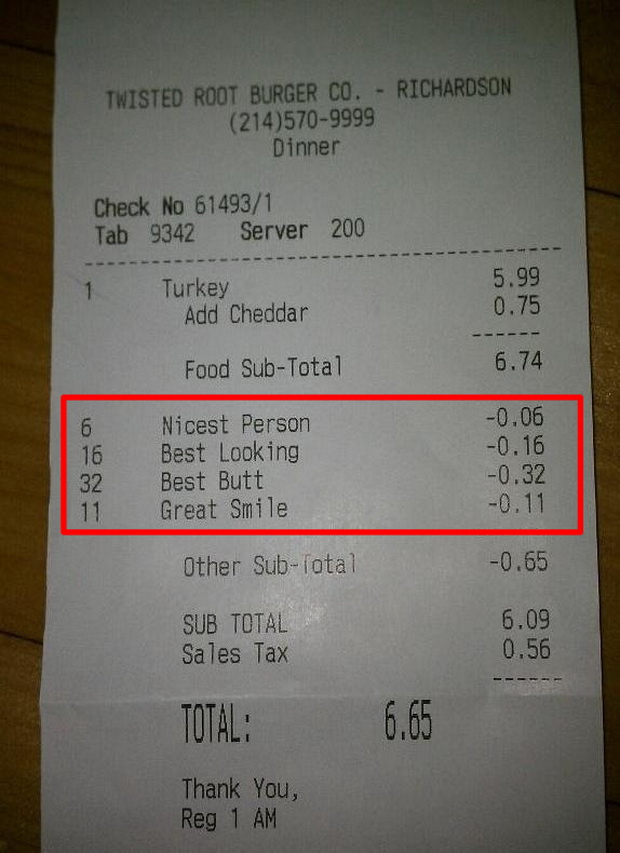 TWISTED ROOT BURGER CO. - RICHARDSON
(214)570-9999
Dinner
Check No 61493/1
Tab 9342 Server 200
1 Turkey 5.99
Add Cheddar 0.75
Food Sub-Total 6.74
6 Nicest Person -0.06
16 Best Looking -0.16
32 Best Butt -0.32
11 Great Smile -0.11
Other Sub-Total -0.65
SUB TOTAL 6.09
Sales Tax 0.56
TOTAL: 6.65
Thank You,
Reg 1 AM